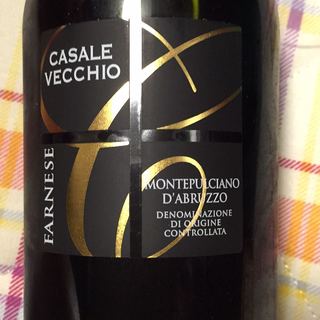 CASALE
VECCHIO
FARNESE
MONTEPULCIANO
D'ABRUZZO
DENOMINAZIONE
DI ORIGINE
CONTROLLATA